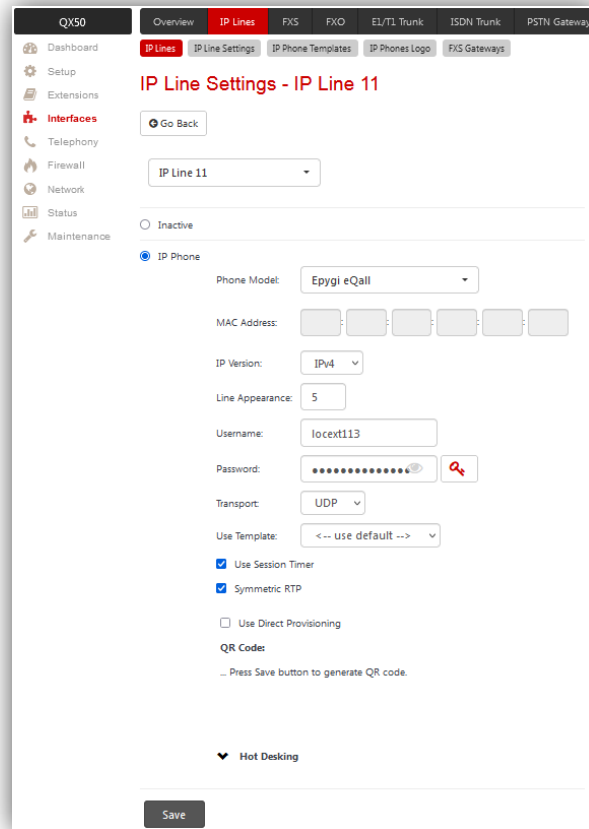 QX50
Overview IP Lines FXS FXO E1/T1 Trunk ISDN Trunk PSTN Gateway
IP Lines IP Line Settings IP Phone Templates IP Phones Logo FXS Gateways
Dashboard
Setup
Extensions
Interfaces
Telephony
Firewall
Network
Status
Maintenance
IP Line Settings - IP Line 11
Go Back
IP Line 11
Inactive
IP Phone
Phone Model: Epygi eQall
MAC Address: : : : : :
IP Version: IPv4
Line Appearance: 5
Username: locext113
Password: ••••••••••••••
Transport: UDP
Use Template: <-- use default -->
Use Session Timer
Symmetric RTP
Use Direct Provisioning
QR Code:
... Press Save button to generate QR code.
Hot Desking
Save